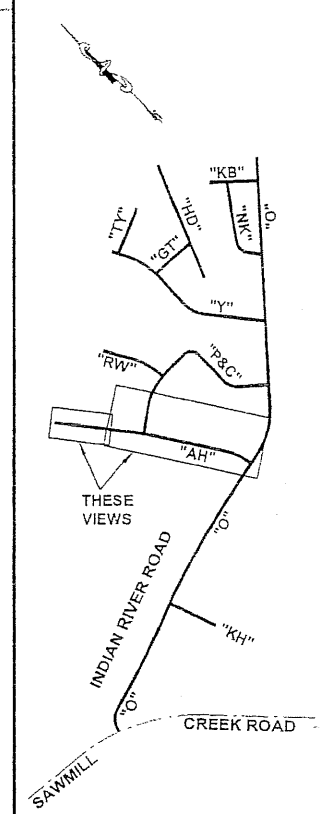 "KB"
"HD"
"TY"
"NK"
"O"
"GT"
"Y"
"P&C"
"RW"
"AH"
THESE
VIEWS
"O"
INDIAN RIVER ROAD
"KH"
"O"
CREEK ROAD
SAWMILL